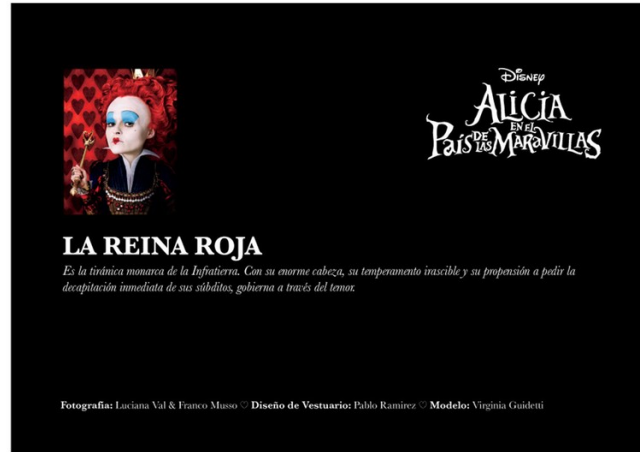 Disney
ALICIA
EN EL
PAÍS DE LAS MARAVILLAS
LA REINA ROJA
Es la tiránica monarca de la Infratierra. Con su enorme cabeza, su temperamento irascible y su propensión a pedir la
decapitación inmediata de sus súbditos, gobierna a través del temor.
Fotografía: Luciana Val & Franco Musso ♡ Diseño de Vestuario: Pablo Ramirez ♡ Modelo: Virginia Guidetti